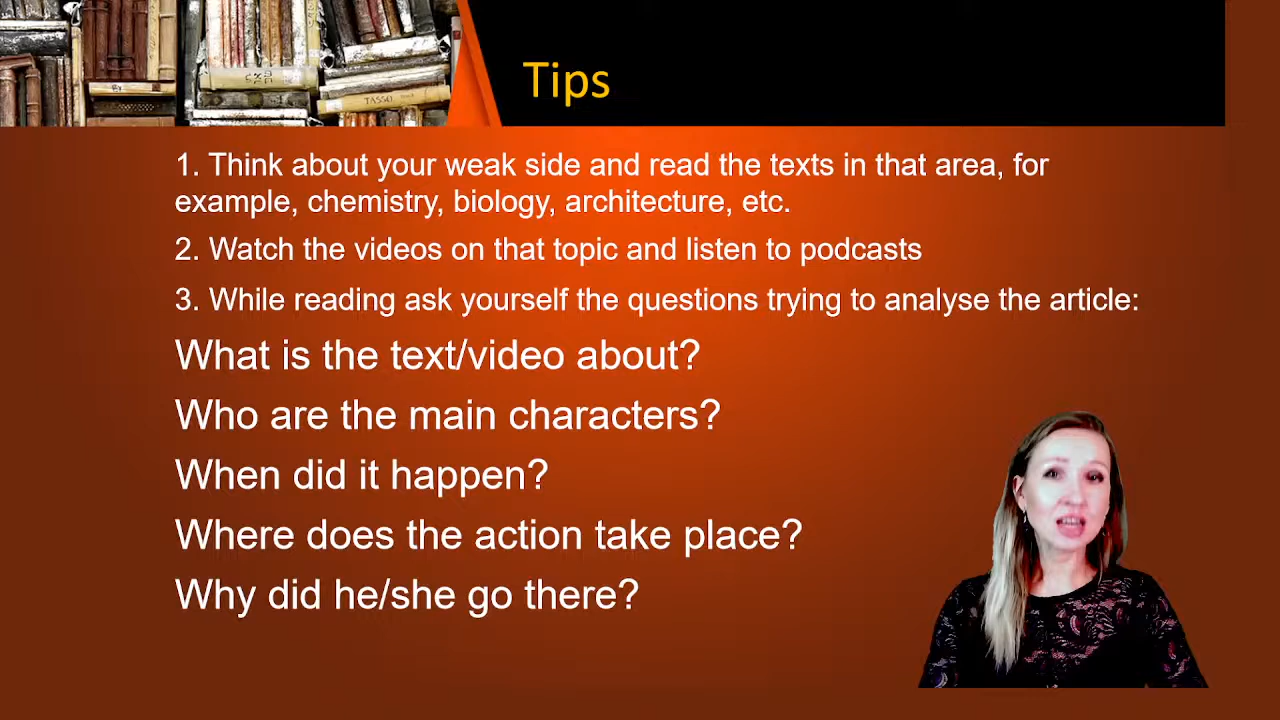 Tips
TASSO
1. Think about your weak side and read the texts in that area, for
example, chemistry, biology, architecture, etc.
2. Watch the videos on that topic and listen to podcasts
3. While reading ask yourself the questions trying to analyse the article:
What is the text/video about?
Who are the main characters?
When did it happen?
Where does the action take place?
Why did he/she go there?